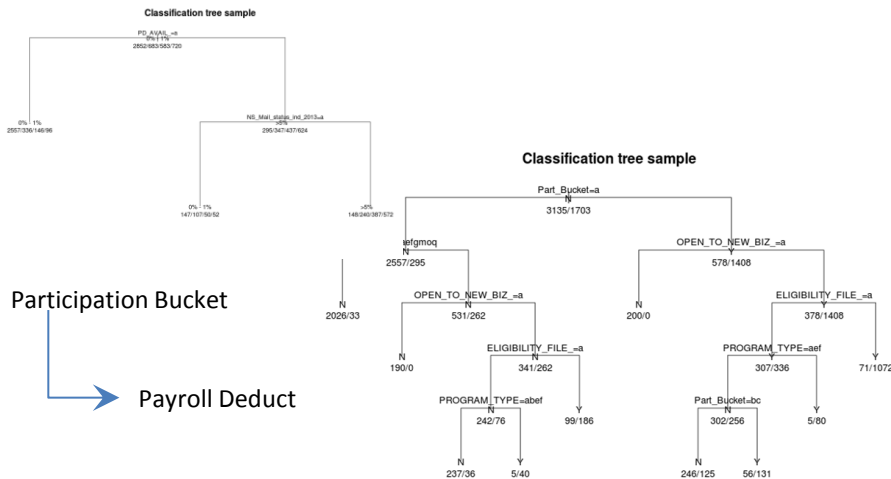 Classification tree sample
PD_AVAIL_=a
0% - 1%
2852/683/583/720
0% - 1%
2557/336/146/96
NS_Mail_status_ind_2013=a
>5%
295/347/437/624
0% - 1%
147/107/50/52
>5%
148/240/387/572
Classification tree sample
Part_Bucket=a
N
3135/1703
efgmoq
N
2557/295
OPEN_TO_NEW_BIZ_=a
Y
578/1408
N
2026/33
OPEN_TO_NEW_BIZ_=a
N
531/262
N
200/0
ELIGIBILITY_FILE_=a
Y
378/1408
N
190/0
ELIGIBILITY_FILE_=a
N
341/262
PROGRAM_TYPE=aef
Y
307/336
Y
71/1072
PROGRAM_TYPE=abef
N
242/76
Y
99/186
Part_Bucket=bc
N
302/256
Y
5/80
N
237/36
Y
5/40
N
246/125
Y
56/131
Participation Bucket
Payroll Deduct